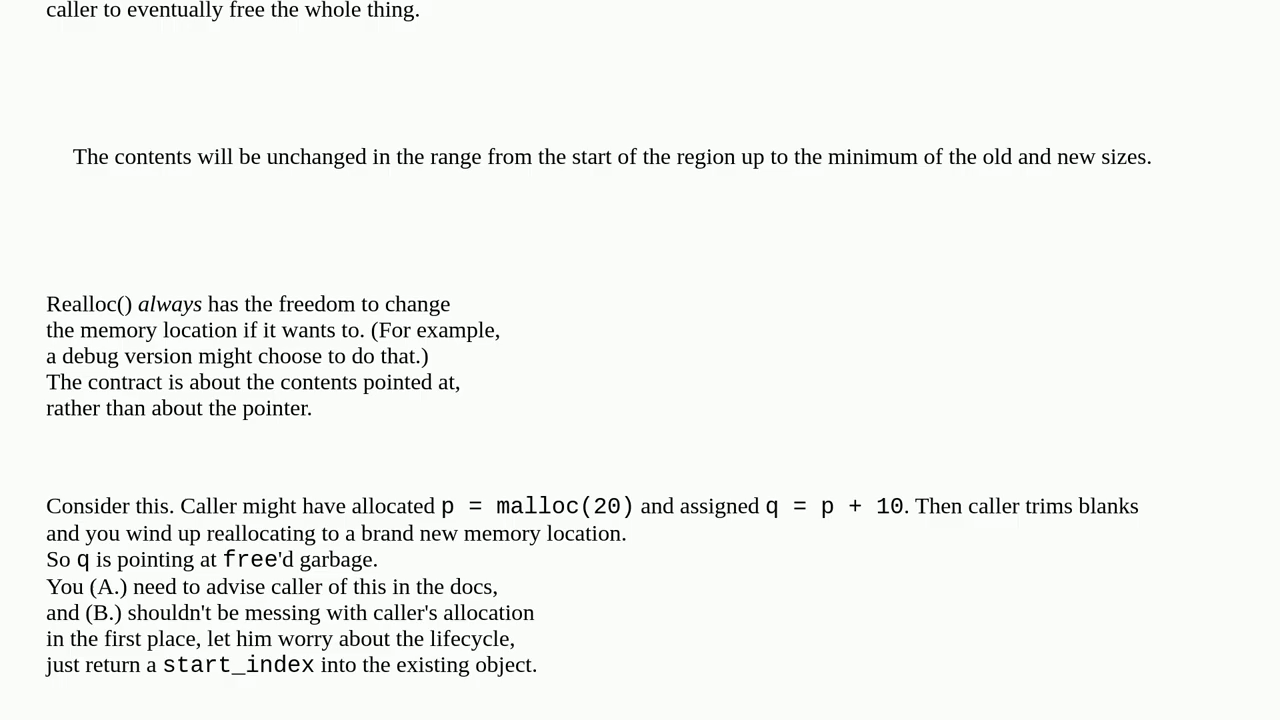 caller to eventually free the whole thing.
The contents will be unchanged in the range from the start of the region up to the minimum of the old and new sizes.
Realloc() always has the freedom to change
the memory location if it wants to. (For example,
a debug version might choose to do that.)
The contract is about the contents pointed at,
rather than about the pointer.
Consider this. Caller might have allocated p = malloc(20) and assigned q = p + 10. Then caller trims blanks
and you wind up reallocating to a brand new memory location.
So q is pointing at free'd garbage.
You (A.) need to advise caller of this in the docs,
and (B.) shouldn't be messing with caller's allocation
in the first place, let him worry about the lifecycle,
just return a start_index into the existing object.